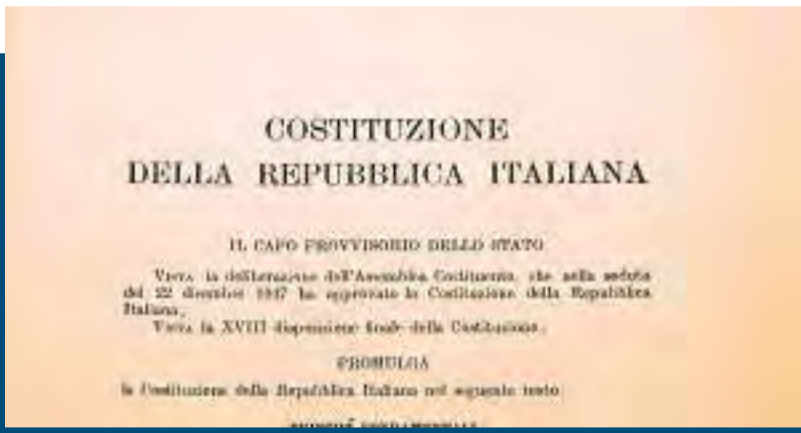 COSTITUZIONE
DELLA REPUBBLICA ITALIANA
IL CAPO PROVVISORIO DELLO STATO
VISTA la deliberazione dell'Assemblea Costituente, che nella seduta
del 22 dicembre 1947 ha approvato la Costituzione della Repubblica
Italiana;
VISTA la XVIII disposizione finale della Costituzione;
PROMULGA
la Costituzione della Repubblica Italiana nel seguente testo:
PRINCIPÎ FONDAMENTALI